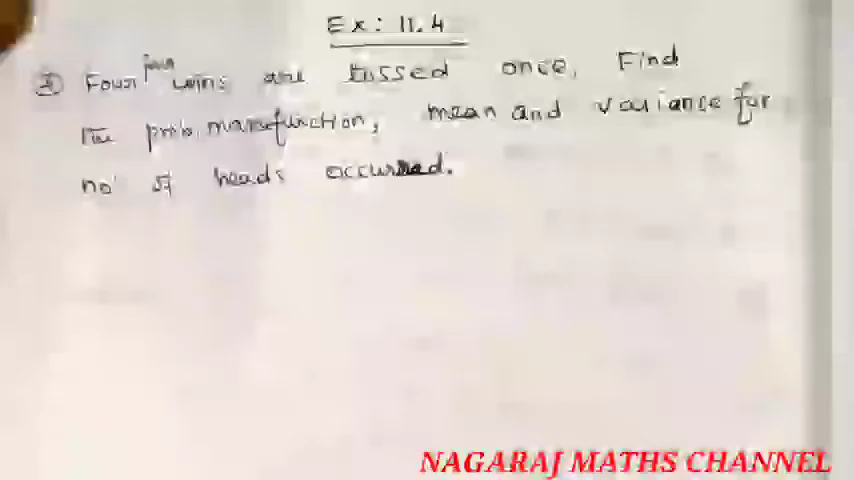 Ex: 11.4
Four fair coins are tossed once. Find
the prob. mass function, mean and variance for
no of heads occurred.
NAGARAJ MATHS CHANNEL